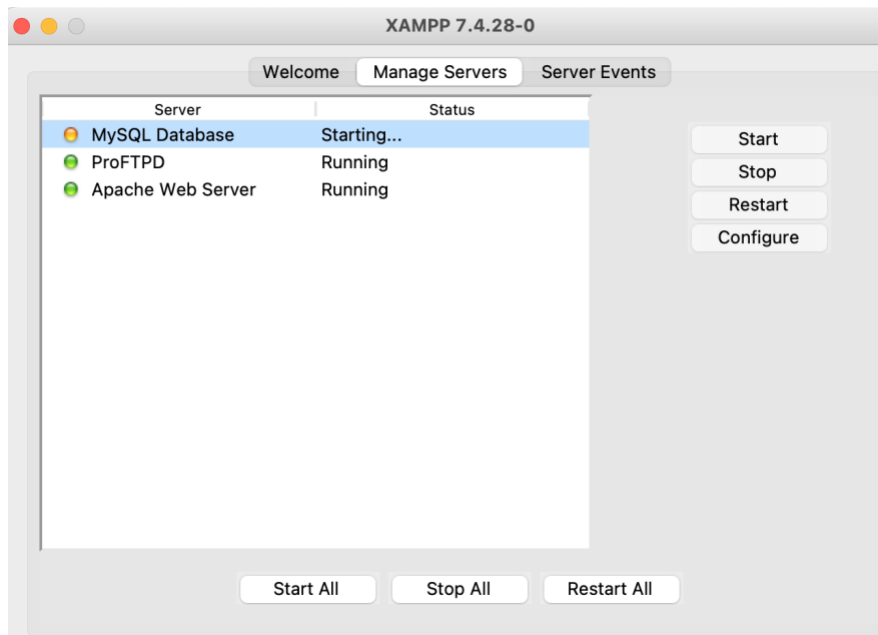 XAMPP 7.4.28-0
Welcome Manage Servers Server Events
Server Status
MySQL Database Starting...
ProFTPD Running
Apache Web Server Running
Start
Stop
Restart
Configure
Start All Stop All Restart All